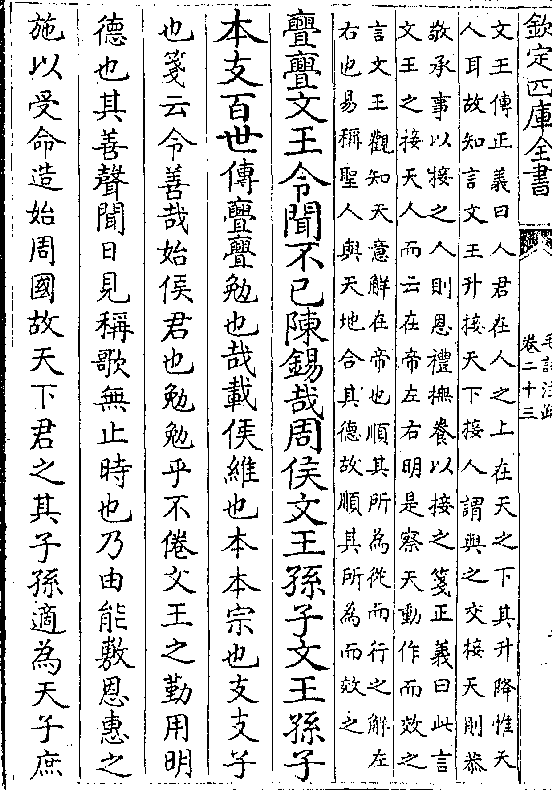 欽定四庫全書
毛詩注疏
卷二十三
文王傳正義曰人君在人之上在天之下其升降惟天
人耳故知言文王升接天下接人謂與之交接天則恭
敬承事以接之人則恩禮撫養以接之箋正義曰此言
文王之接天人而云在帝左右明是察天動作而效之
言文王觀知天意解在帝也順其所為從而行之解左
右也易稱聖人與天地合其德故順其所為而效之
亹亹文王令聞不已陳錫哉周侯文王孫子文王孫子
本支百世傳亹亹勉也哉載侯維也本本宗也支支子
也箋云令善哉始侯君也勉勉乎不倦文王之勤用明
德也其善聲聞日見稱歌無止時也乃由能敷恩惠之
施以受命造始周國故天下君之其子孫適為天子庶